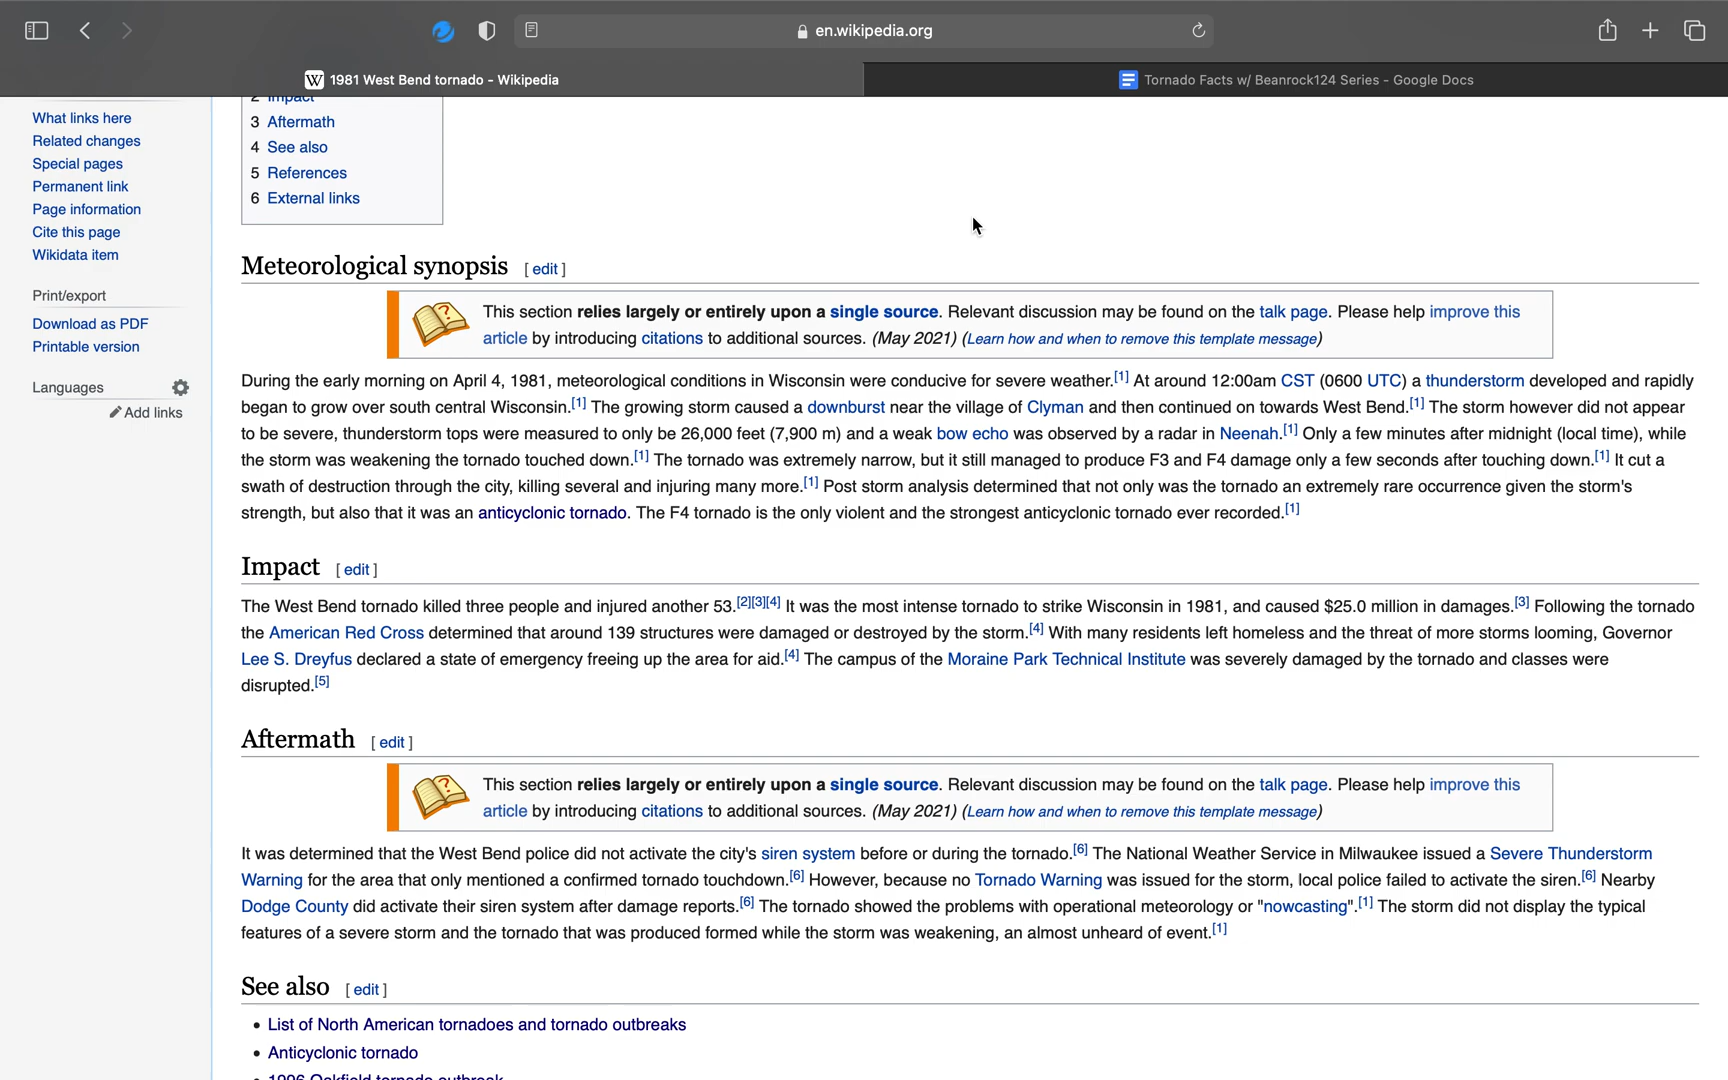 en.wikipedia.org
W 1981 West Bend tornado - Wikipedia
Tornado Facts w/ Beanrock124 Series - Google Docs
What links here
Related changes
Special pages
Permanent link
Page information
Cite this page
Wikidata item
Print/export
Download as PDF
Printable version
Languages
Add links
2 Impact
3 Aftermath
4 See also
5 References
6 External links
Meteorological synopsis [ edit ]
This section relies largely or entirely upon a single source. Relevant discussion may be found on the talk page. Please help improve this
article by introducing citations to additional sources. (May 2021) (Learn how and when to remove this template message)
During the early morning on April 4, 1981, meteorological conditions in Wisconsin were conducive for severe weather.[1] At around 12:00am CST (0600 UTC) a thunderstorm developed and rapidly
began to grow over south central Wisconsin.[1] The growing storm caused a downburst near the village of Clyman and then continued on towards West Bend.[1] The storm however did not appear
to be severe, thunderstorm tops were measured to only be 26,000 feet (7,900 m) and a weak bow echo was observed by a radar in Neenah.[1] Only a few minutes after midnight (local time), while
the storm was weakening the tornado touched down.[1] The tornado was extremely narrow, but it still managed to produce F3 and F4 damage only a few seconds after touching down.[1] It cut a
swath of destruction through the city, killing several and injuring many more.[1] Post storm analysis determined that not only was the tornado an extremely rare occurrence given the storm's
strength, but also that it was an anticyclonic tornado. The F4 tornado is the only violent and the strongest anticyclonic tornado ever recorded.[1]
Impact [ edit ]
The West Bend tornado killed three people and injured another 53.[2][3][4] It was the most intense tornado to strike Wisconsin in 1981, and caused $25.0 million in damages.[3] Following the tornado
the American Red Cross determined that around 139 structures were damaged or destroyed by the storm.[4] With many residents left homeless and the threat of more storms looming, Governor
Lee S. Dreyfus declared a state of emergency freeing up the area for aid.[4] The campus of the Moraine Park Technical Institute was severely damaged by the tornado and classes were
disrupted.[5]
Aftermath [ edit ]
This section relies largely or entirely upon a single source. Relevant discussion may be found on the talk page. Please help improve this
article by introducing citations to additional sources. (May 2021) (Learn how and when to remove this template message)
It was determined that the West Bend police did not activate the city's siren system before or during the tornado.[6] The National Weather Service in Milwaukee issued a Severe Thunderstorm
Warning for the area that only mentioned a confirmed tornado touchdown.[6] However, because no Tornado Warning was issued for the storm, local police failed to activate the siren.[6] Nearby
Dodge County did activate their siren system after damage reports.[6] The tornado showed the problems with operational meteorology or "nowcasting".[1] The storm did not display the typical
features of a severe storm and the tornado that was produced formed while the storm was weakening, an almost unheard of event.[1]
See also [ edit ]
• List of North American tornadoes and tornado outbreaks
• Anticyclonic tornado
• 1996 Oakfield tornado outbreak